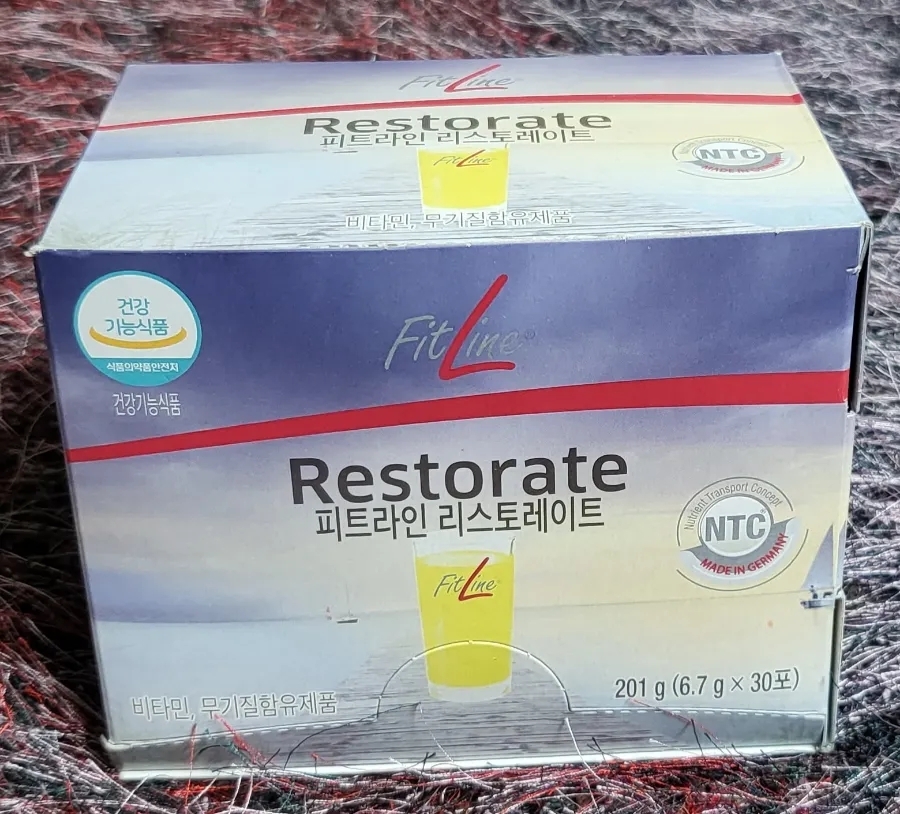 FitLine
Restorate
피트라인 리스토레이트
FitLine
Nutrient Transport Concept
NTC
MADE IN GERMANY
비타민, 무기질함유제품
건강
기능식품
식품의약품안전처
건강기능식품
FitLine®
Restorate
피트라인 리스토레이트
Nutrient Transport Concept
NTC®
MADE IN GERMANY
FitLine
비타민, 무기질함유제품
201 g (6.7 g × 30포)